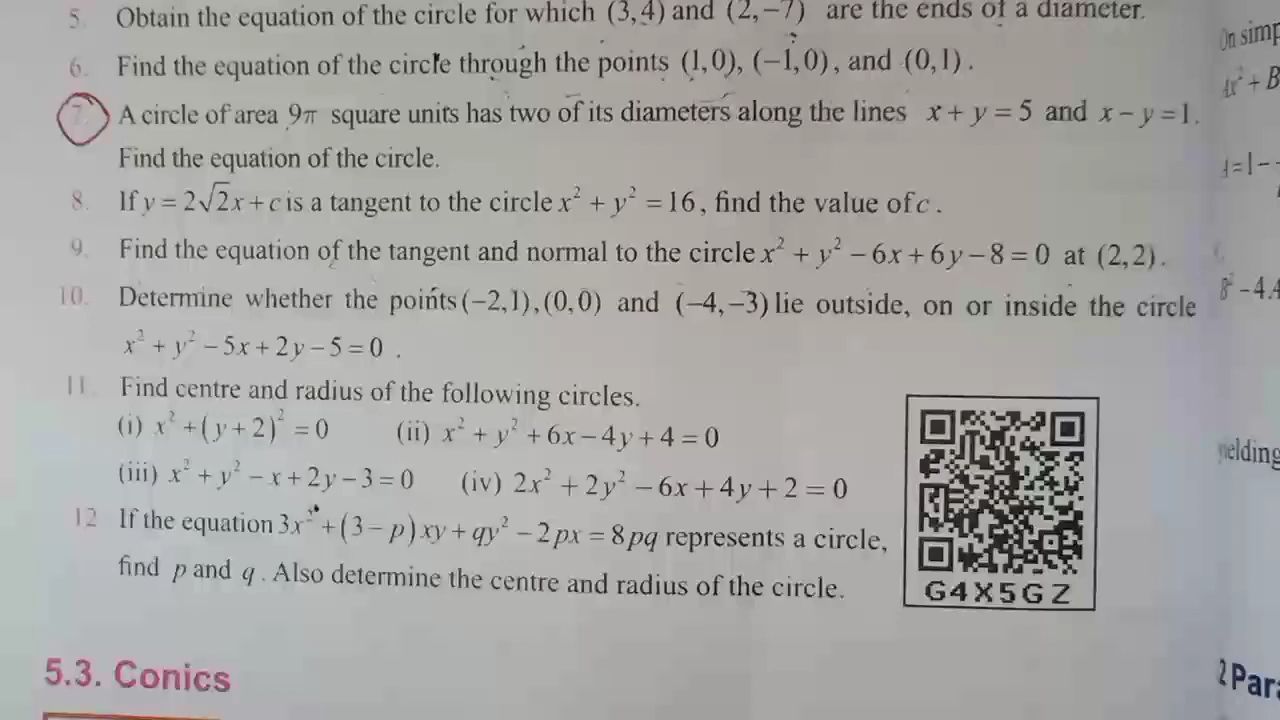 5. Obtain the equation of the circle for which (3,4) and (2,−7) are the ends of a diameter.
6. Find the equation of the circle through the points (1,0), (−1,0), and (0,1).
7. A circle of area 9π square units has two of its diameters along the lines x + y = 5 and x − y = 1.
Find the equation of the circle.
8. If y = 2√2x + c is a tangent to the circle x² + y² = 16, find the value of c.
9. Find the equation of the tangent and normal to the circle x² + y² − 6x + 6y − 8 = 0 at (2,2).
10. Determine whether the points (−2,1), (0,0) and (−4,−3) lie outside, on or inside the circle
x² + y² − 5x + 2y − 5 = 0.
11. Find centre and radius of the following circles.
(i) x² + (y + 2)² = 0 (ii) x² + y² + 6x − 4y + 4 = 0
(iii) x² + y² − x + 2y − 3 = 0 (iv) 2x² + 2y² − 6x + 4y + 2 = 0
12 If the equation 3x² + (3 − p)xy + qy² − 2px = 8pq represents a circle,
find p and q. Also determine the centre and radius of the circle.
G4X5GZ
5.3. Conics
On simp
+ B
8² − 4A
yielding
2 Para